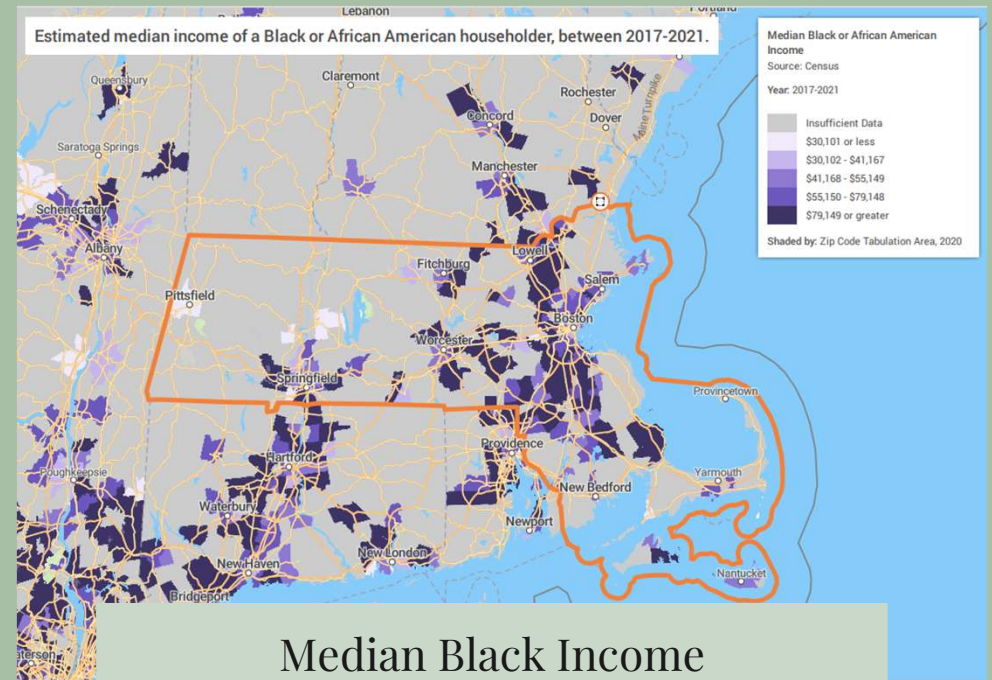 Lebanon
Portland
Estimated median income of a Black or African American householder, between 2017-2021.
Median Black or African American
Income
Source: Census
Year: 2017-2021
Insufficient Data
$30,101 or less
$30,102 - $41,167
$41,168 - $55,149
$55,150 - $79,148
$79,149 or greater
Shaded by: Zip Code Tabulation Area, 2020
Queensbury
Claremont
Rochester
Maine Turnpike
Concord
Dover
Saratoga Springs
Manchester
Schenectady
Albany
Lowell
Fitchburg
Salem
Pittsfield
Boston
Worcester
Springfield
Provincetown
Providence
Hartford
Poughkeepsie
Yarmouth
New Bedford
Waterbury
Newport
New London
New Haven
Nantucket
Bridgeport
Median Black Income